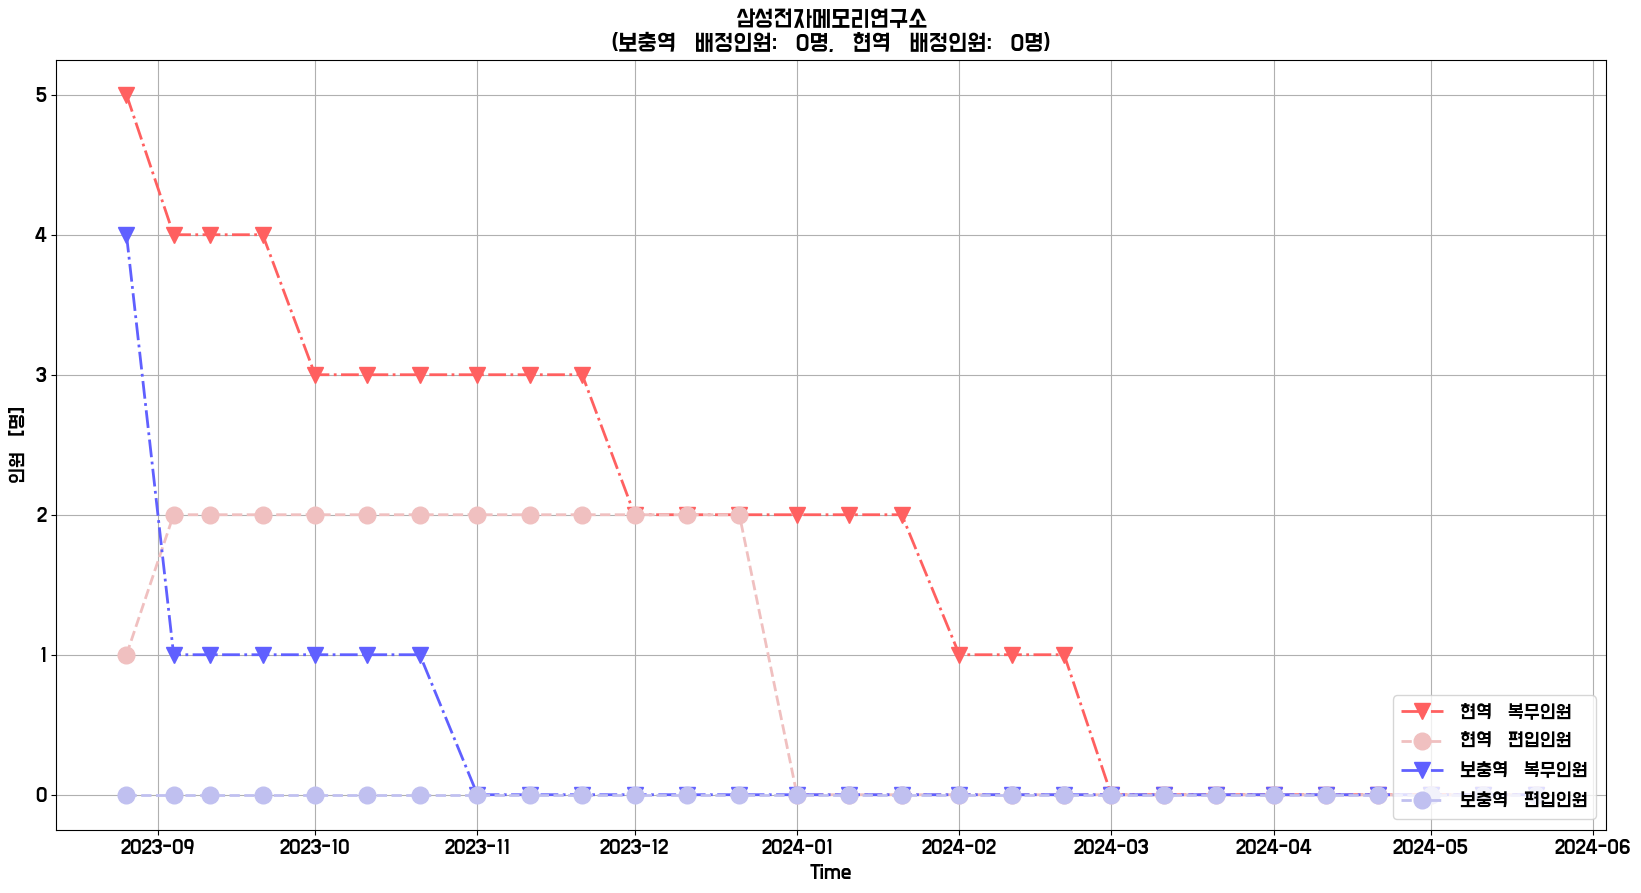 삼성전자메모리연구소
(보충역 배정인원: 0명, 현역 배정인원: 0명)
인원 [명]
5
4
3
2
1
0
현역 복무인원
현역 편입인원
보충역 복무인원
보충역 편입인원
2023-09 2023-10 2023-11 2023-12 2024-01 2024-02 2024-03 2024-04 2024-05 2024-06
Time